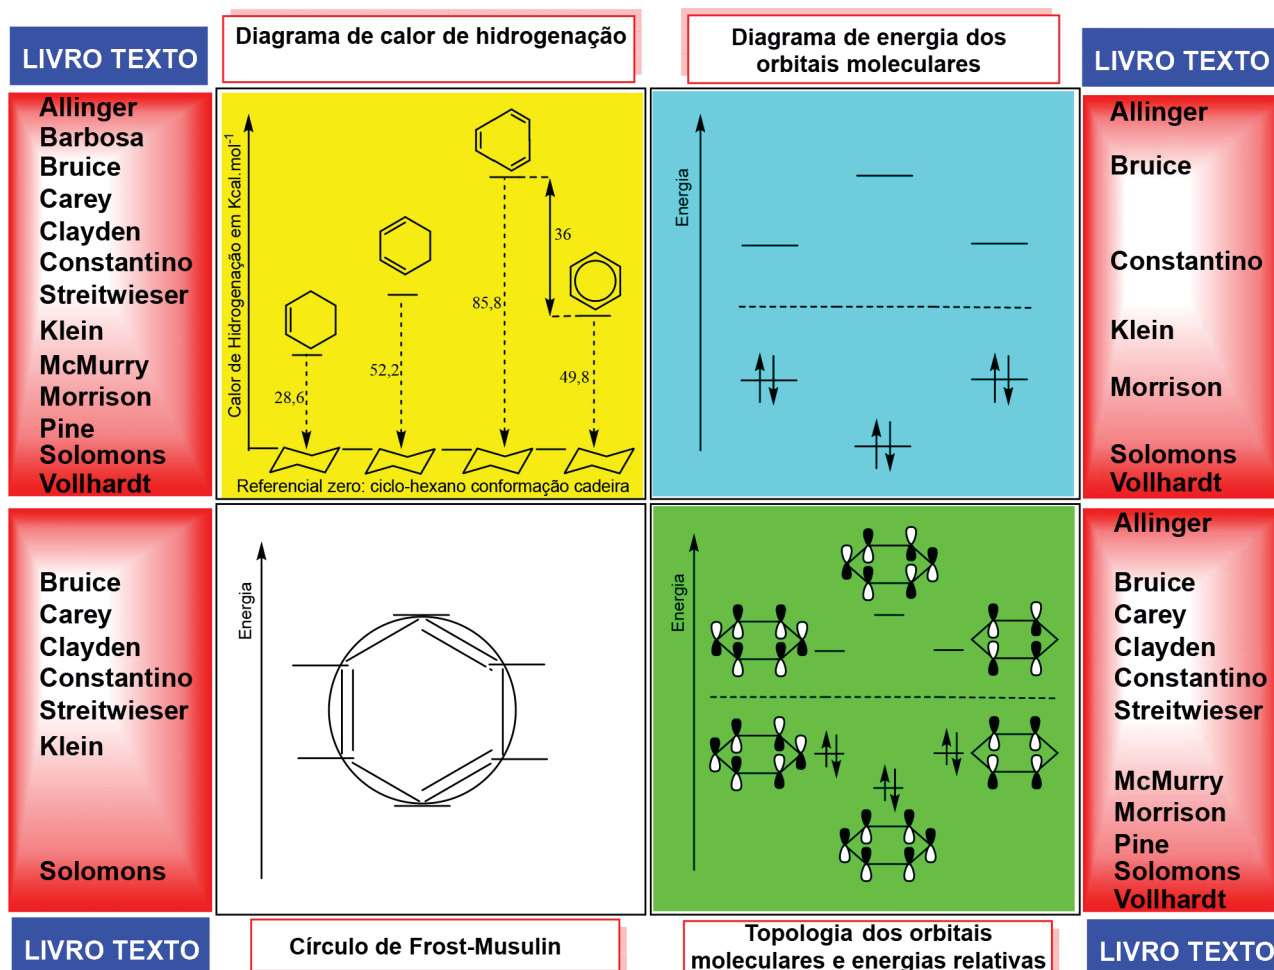 LIVRO TEXTO
Diagrama de calor de hidrogenação
Diagrama de energia dos
orbitais moleculares
LIVRO TEXTO
Allinger
Barbosa
Bruice
Carey
Clayden
Constantino
Streitwieser
Klein
McMurry
Morrison
Pine
Solomons
Vollhardt
Calor de Hidrogenação em Kcal.mol⁻¹
28,6
52,2
85,8
36
49,8
Referencial zero: ciclo-hexano conformação cadeira
Energia
Allinger
Bruice
Constantino
Klein
Morrison
Solomons
Vollhardt
Bruice
Carey
Clayden
Constantino
Streitwieser
Klein
Solomons
Energia
Energia
Allinger
Bruice
Carey
Clayden
Constantino
Streitwieser
McMurry
Morrison
Pine
Solomons
Vollhardt
LIVRO TEXTO
Círculo de Frost-Musulin
Topologia dos orbitais
moleculares e energias relativas
LIVRO TEXTO